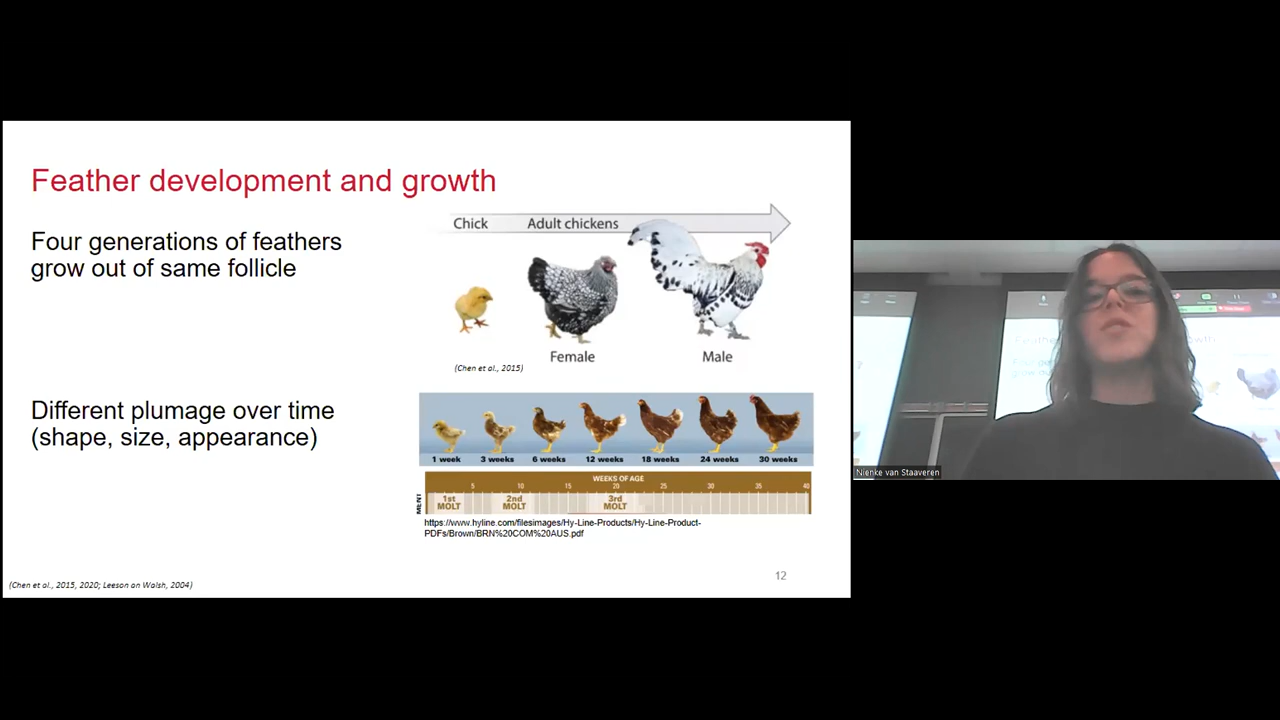 Feather development and growth
Four generations of feathers
grow out of same follicle
Chick
Adult chickens
Female
Male
(Chen et al., 2015)
Different plumage over time
(shape, size, appearance)
1 week
3 weeks
6 weeks
12 weeks
18 weeks
24 weeks
30 weeks
WEEKS OF AGE
5
10
15
20
25
30
35
40
1st
MOLT
2nd
MOLT
3rd
MOLT
https://www.hyline.com/filesimages/Hy-Line-Products/Hy-Line-Product-
PDFs/Brown/BRN%20COM%20AUS.pdf
(Chen et al., 2015, 2020; Leeson an Walsh, 2004)
12
Nienke van Staaveren